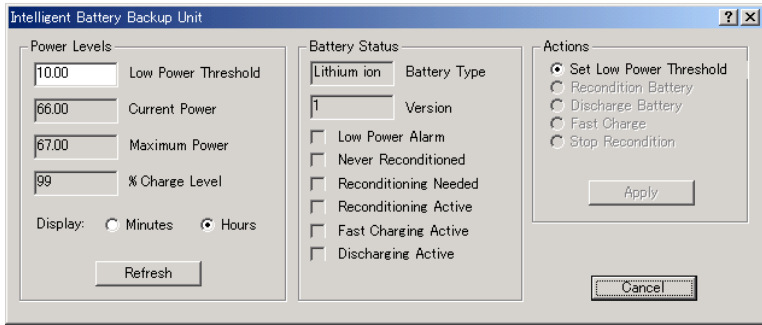 Intelligent Battery Backup Unit
Power Levels
10.00 Low Power Threshold
66.00 Current Power
67.00 Maximum Power
99 % Charge Level
Display: Minutes Hours
Refresh
Battery Status
Lithium ion Battery Type
1 Version
Low Power Alarm
Never Reconditioned
Reconditioning Needed
Reconditioning Active
Fast Charging Active
Discharging Active
Actions
Set Low Power Threshold
Recondition Battery
Discharge Battery
Fast Charge
Stop Recondition
Apply
Cancel